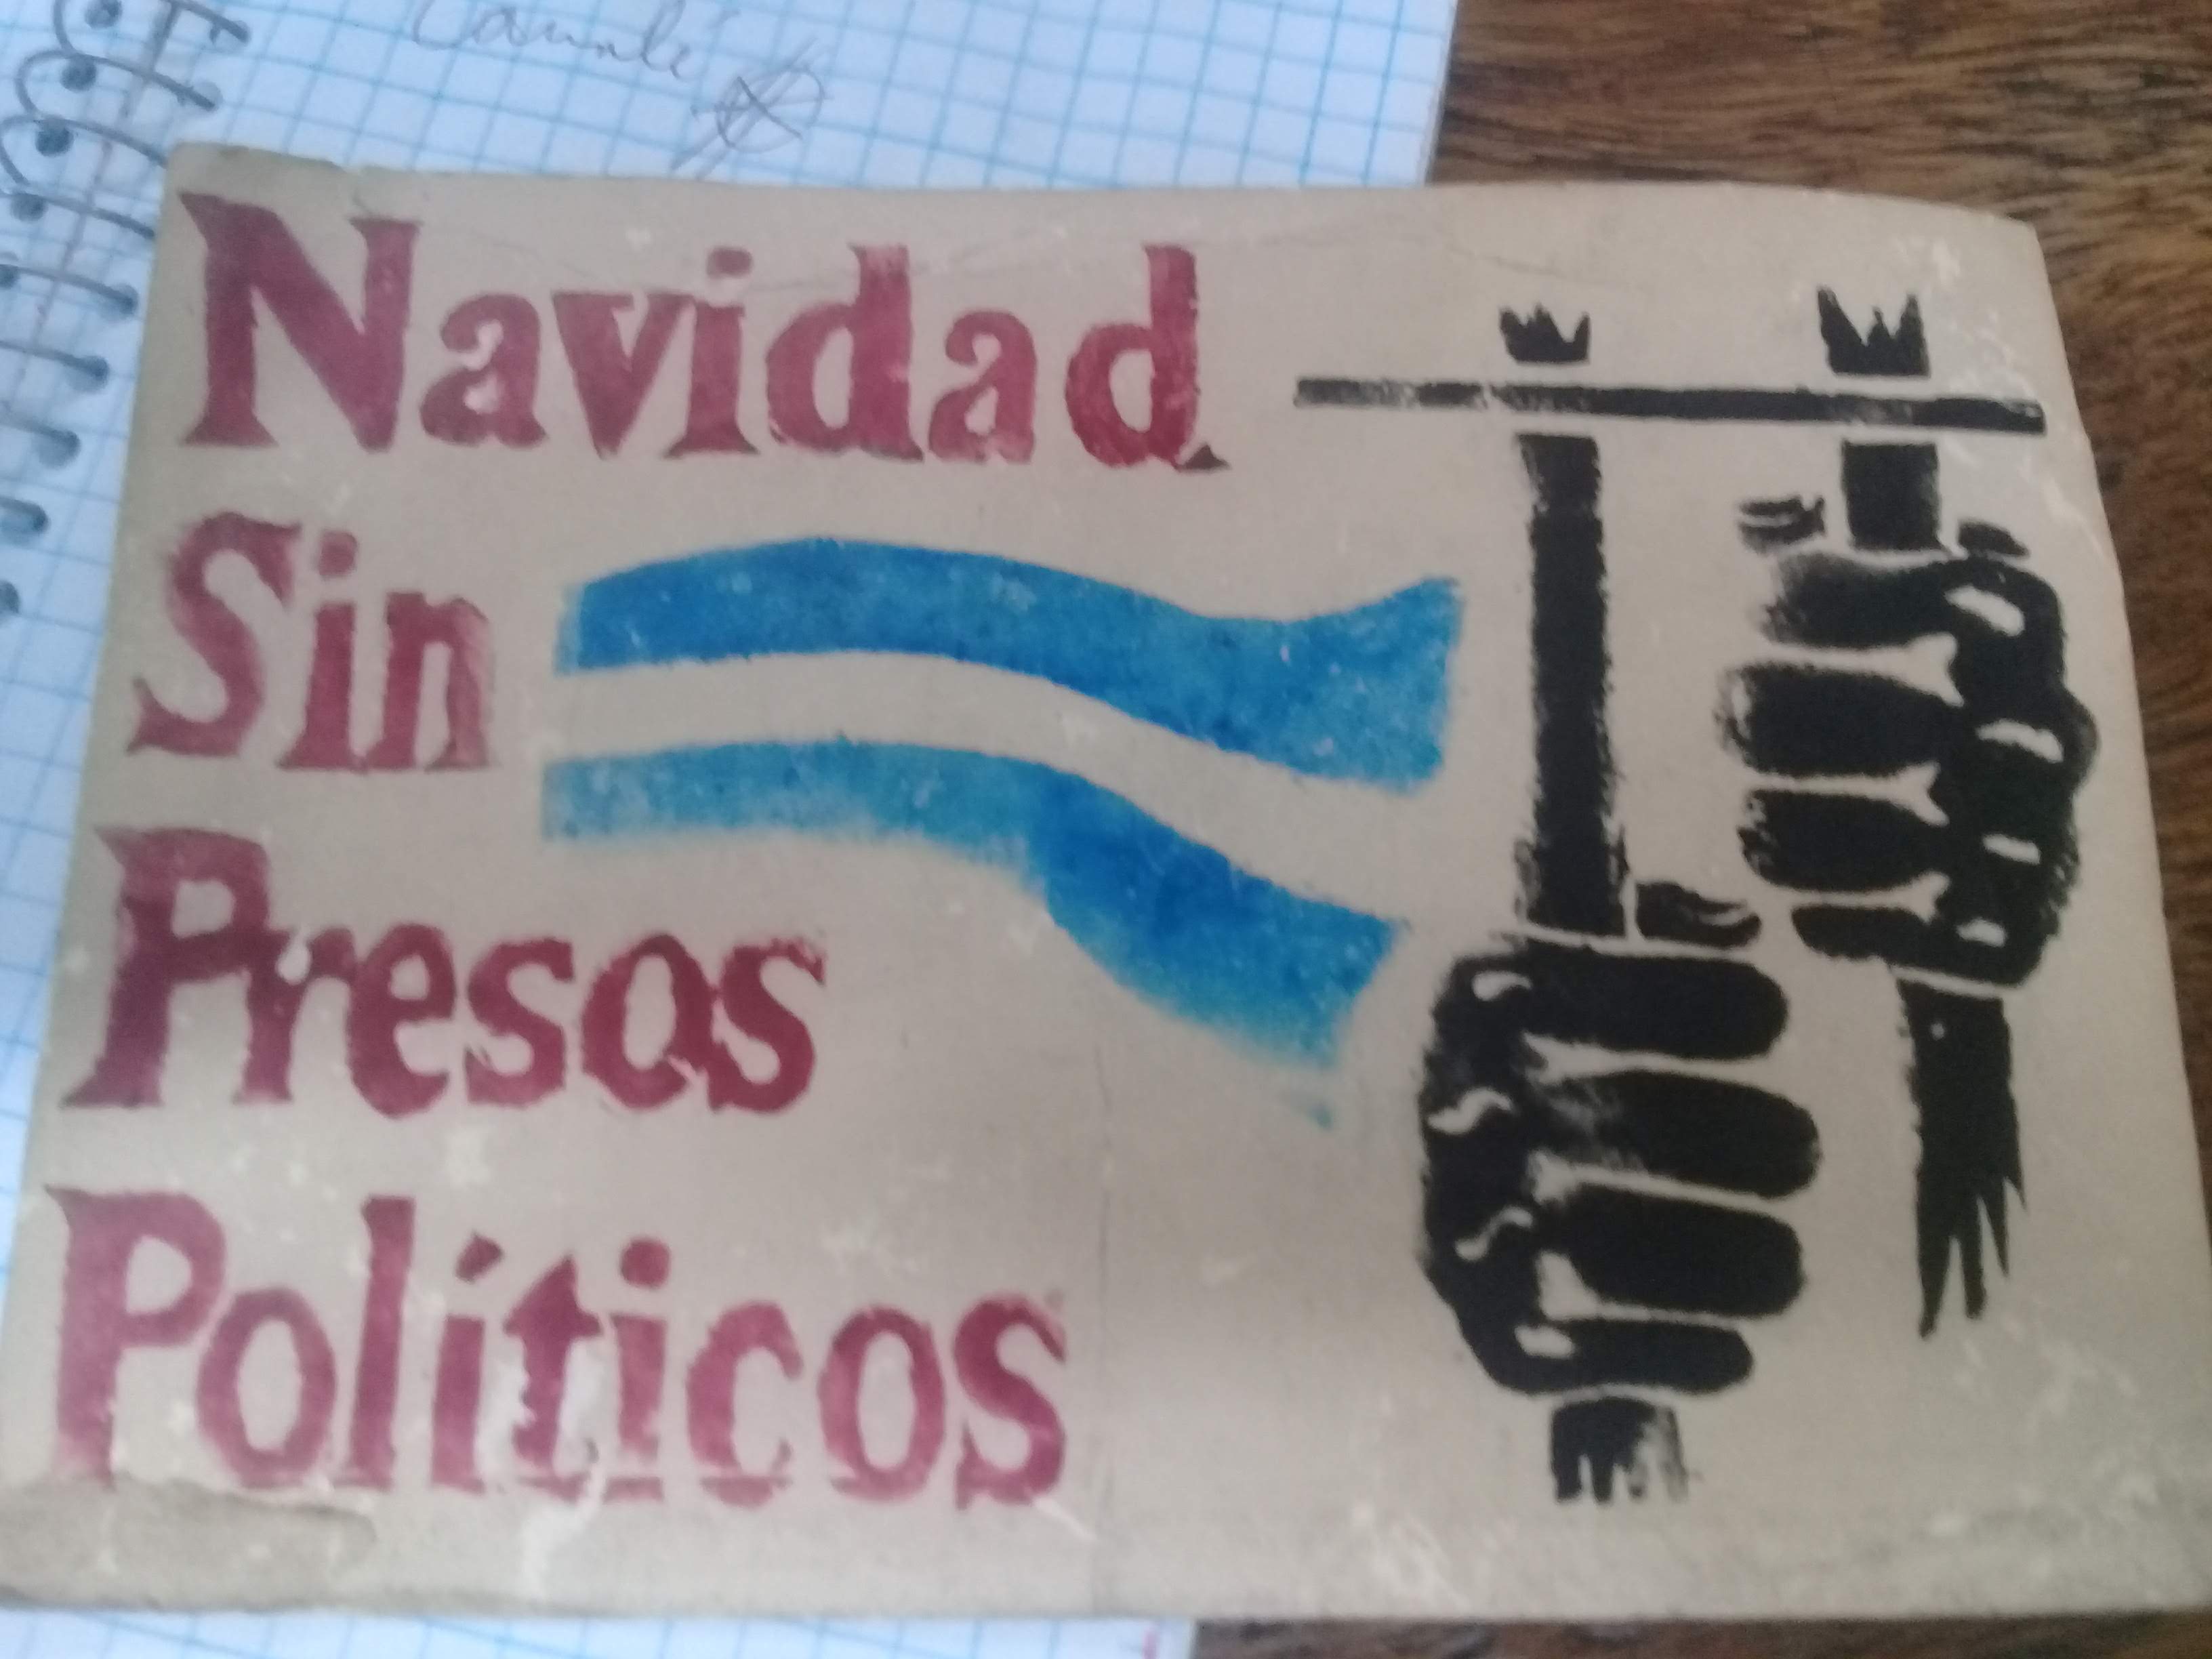 Navidad
Sin
Presos
Políticos